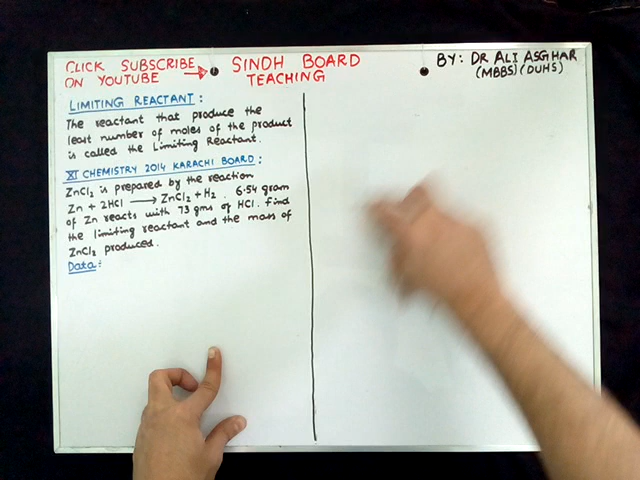 CLICK SUBSCRIBE
ON YOUTUBE →
SINDH BOARD
TEACHING
BY: DR ALI ASGHAR
(MBBS) (DUHS)
LIMITING REACTANT:
The reactant that produce the
least number of moles of the product
is called the Limiting Reactant.
XI CHEMISTRY 2014 KARACHI BOARD:
ZnCl₂ is prepared by the reaction
Zn + 2HCl → ZnCl₂ + H₂. 6.54 gram
of Zn reacts with 73 gms of HCl. find
the limiting reactant and the mass of
ZnCl₂ produced.
Data: